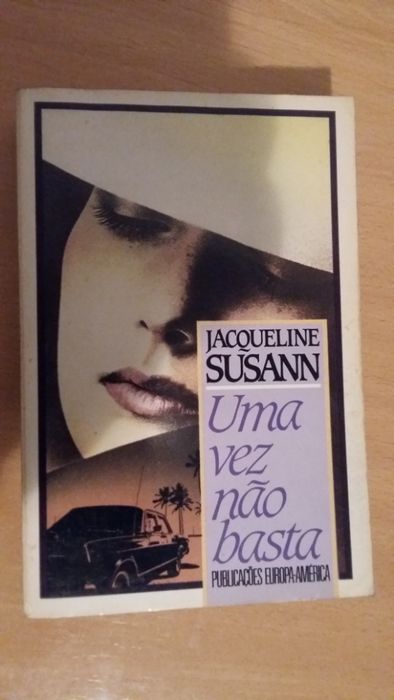 JACQUELINE
SUSANN
Uma
vez
não
basta
PUBLICAÇÕES EUROPA-AMÉRICA